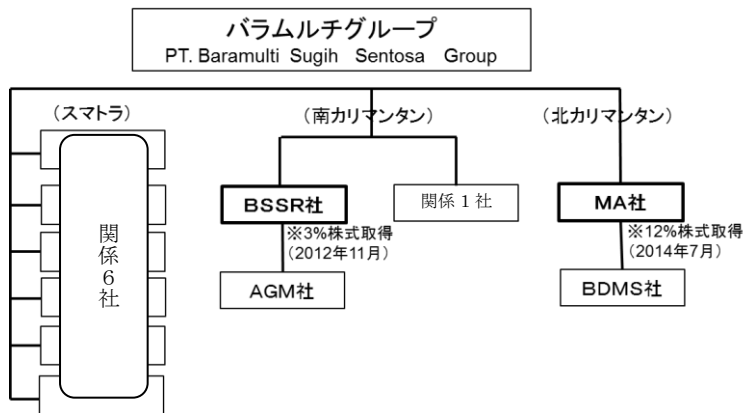 バラムルチグループ
PT. Baramulti Sugih Sentosa Group
（スマトラ）
（南カリマンタン）
（北カリマンタン）
関係６社
BSSR社
関係１社
MA社
※3%株式取得
（2012年11月）
※12%株式取得
（2014年7月）
AGM社
BDMS社